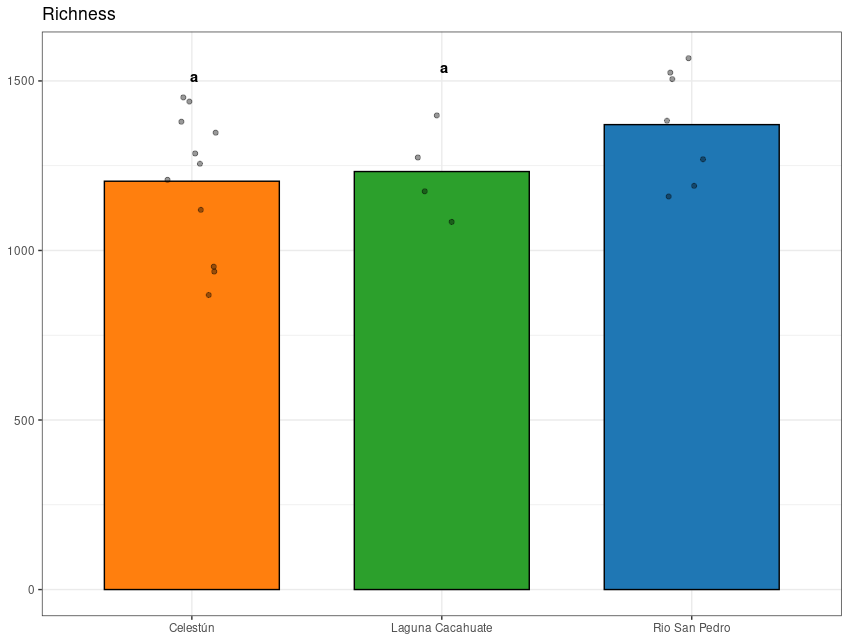 Richness
a
a
1500
1000
500
0
Celestún
Laguna Cacahuate
Rio San Pedro